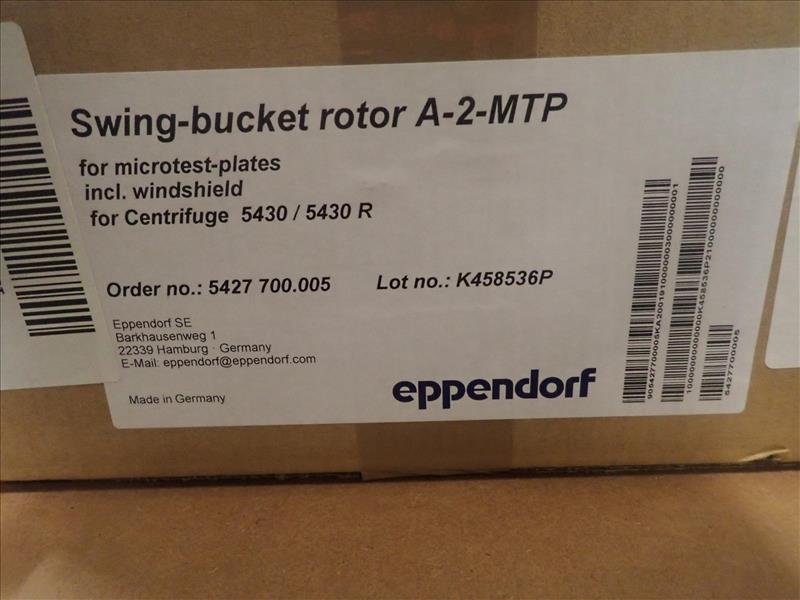 Swing-bucket rotor A-2-MTP
for microtest-plates
incl. windshield
for Centrifuge 5430 / 5430 R
Order no.: 5427 700.005 Lot no.: K458536P
Eppendorf SE
Barkhausenweg 1
22339 Hamburg · Germany
E-Mail: eppendorf@eppendorf.com
Made in Germany
eppendorf
5427700005